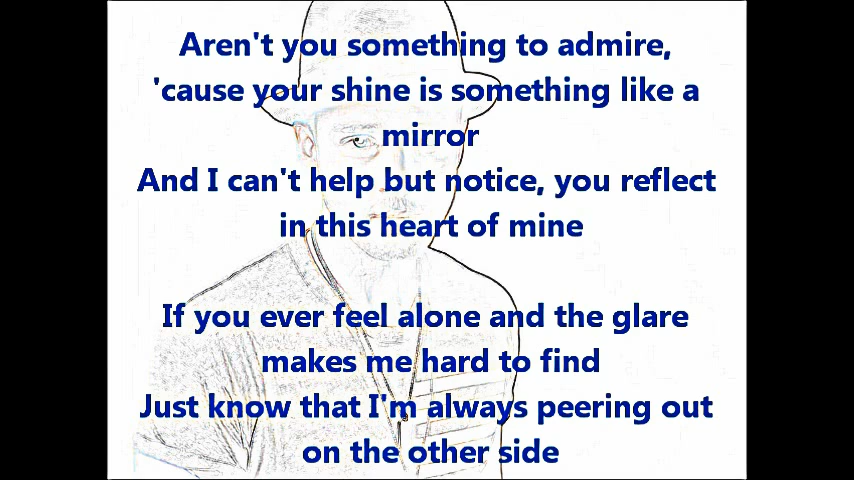 Aren't you something to admire,
'cause your shine is something like a
mirror
And I can't help but notice, you reflect
in this heart of mine
If you ever feel alone and the glare
makes me hard to find
Just know that I'm always peering out
on the other side